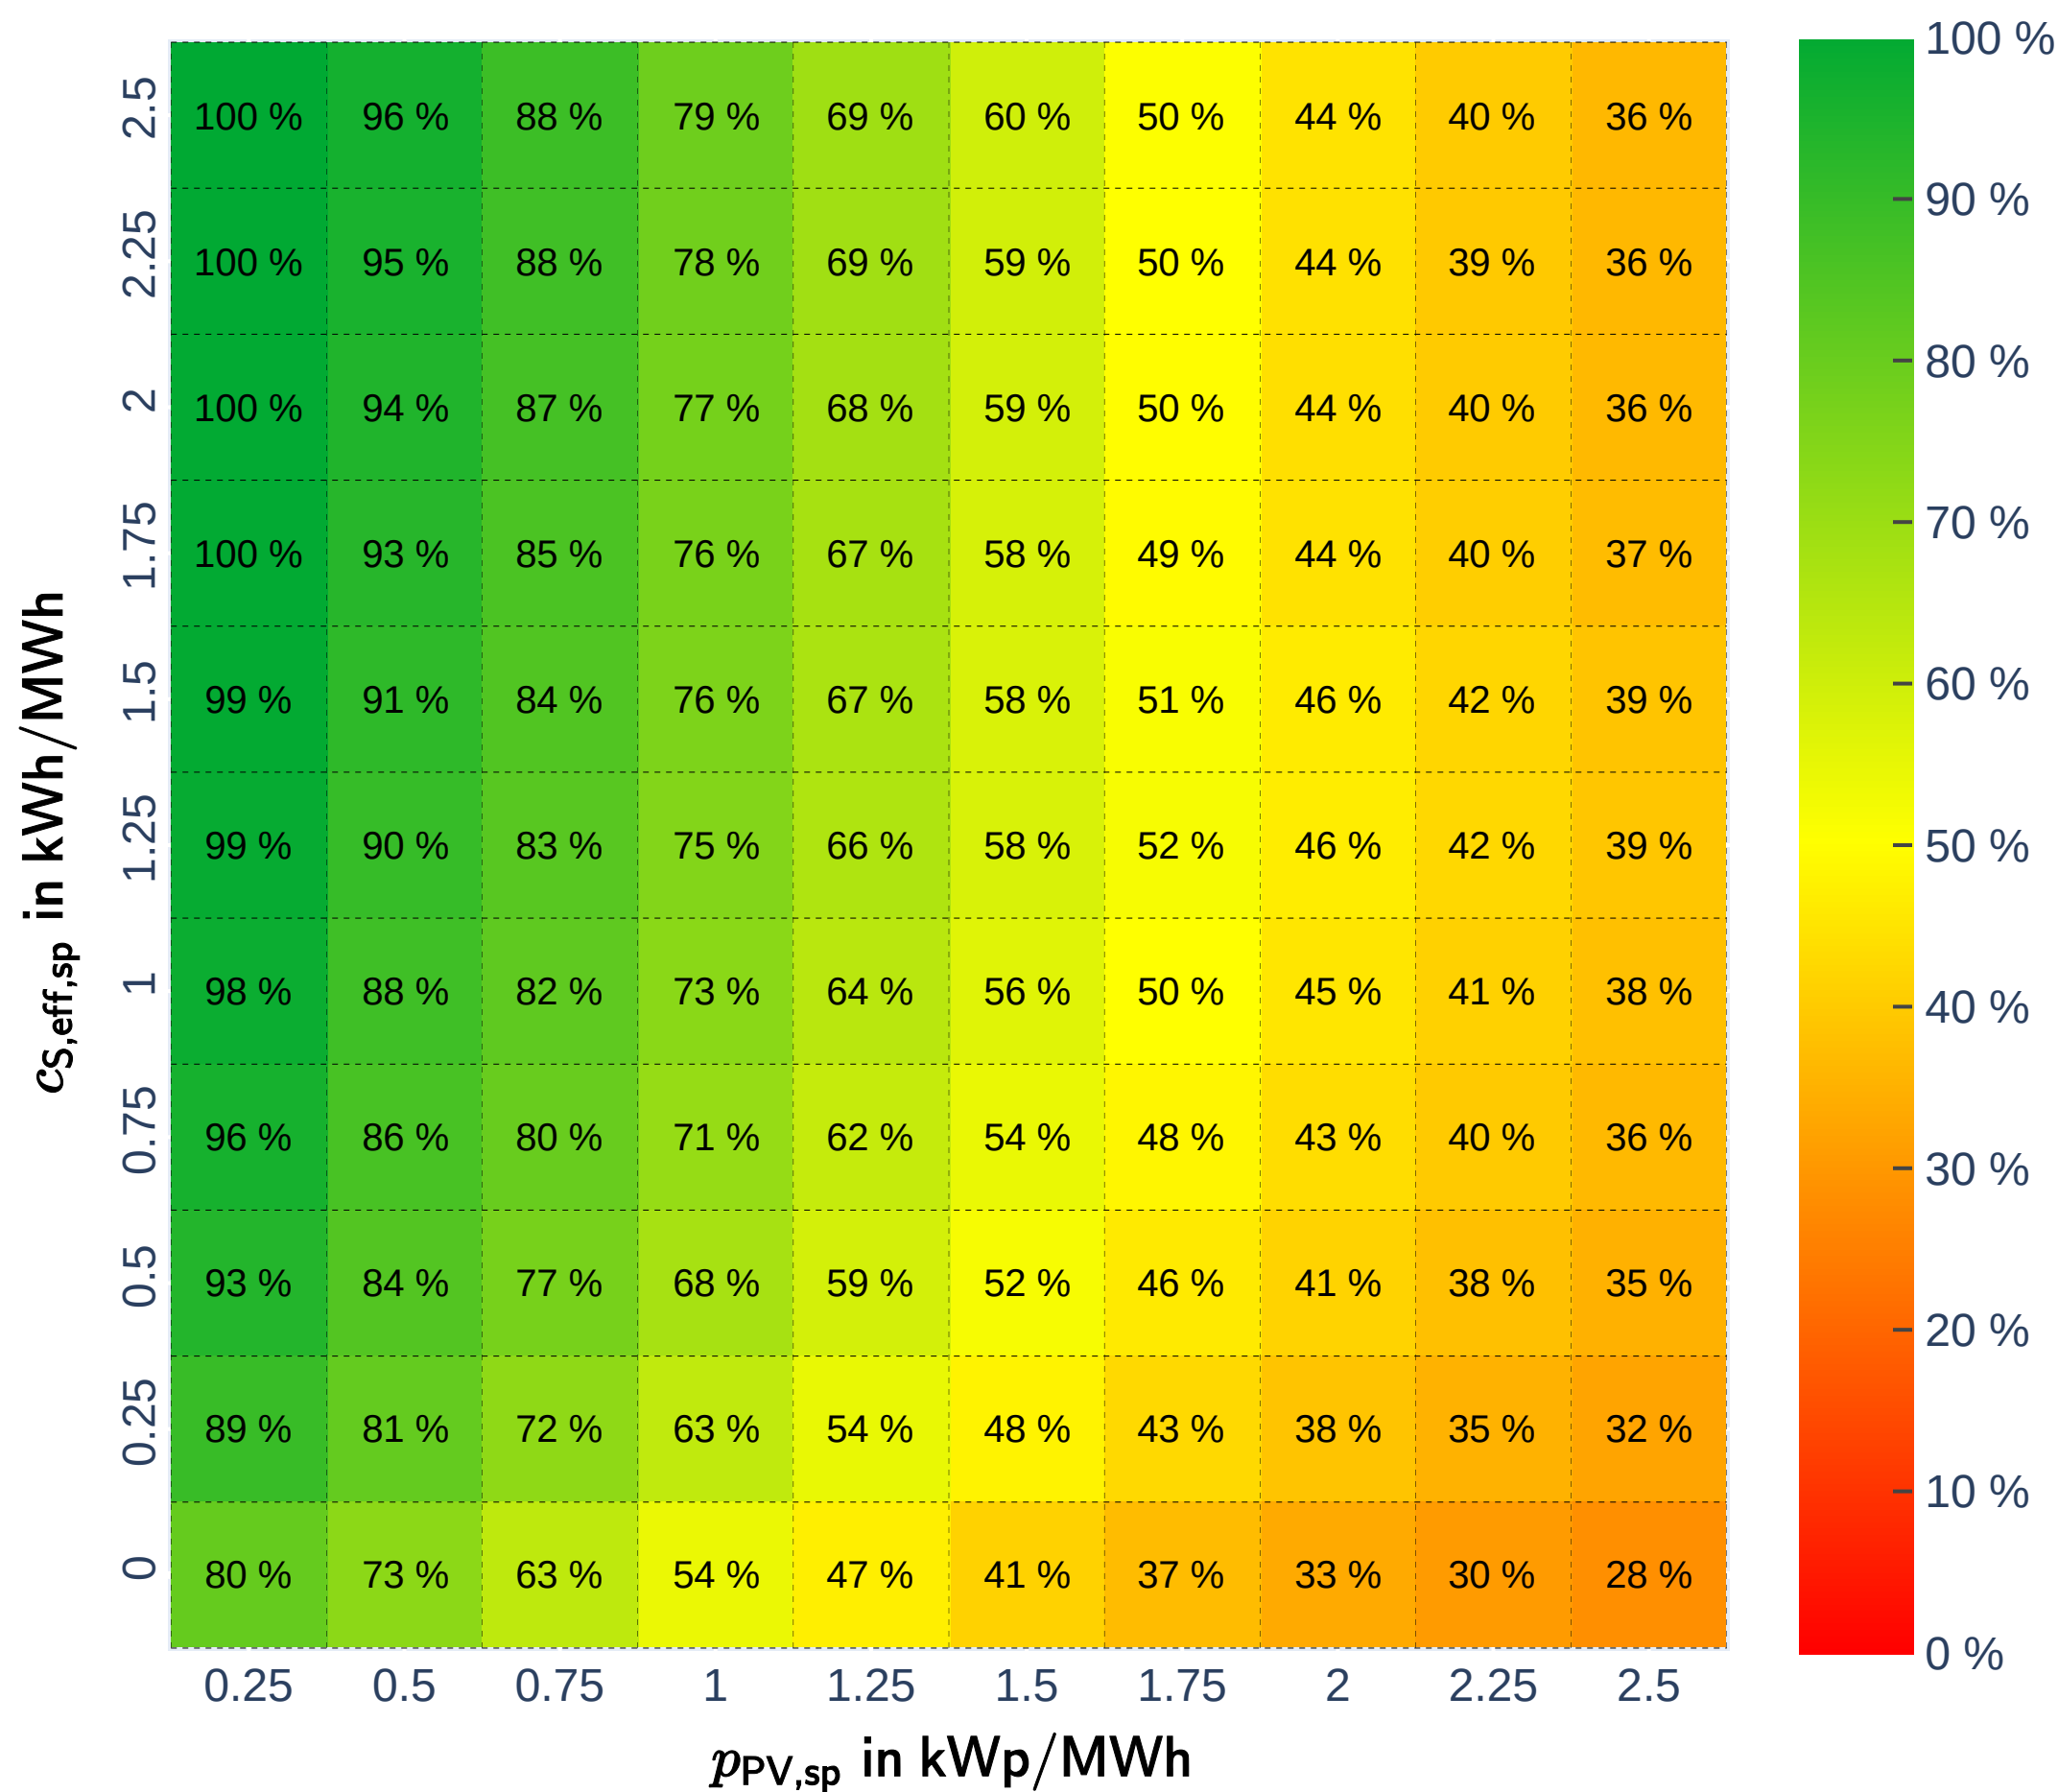 2.5 100 % 96 % 88 % 79 % 69 % 60 % 50 % 44 % 40 % 36 %
2.25 100 % 95 % 88 % 78 % 69 % 59 % 50 % 44 % 39 % 36 %
2 100 % 94 % 87 % 77 % 68 % 59 % 50 % 44 % 40 % 36 %
1.75 100 % 93 % 85 % 76 % 67 % 58 % 49 % 44 % 40 % 37 %
1.5 99 % 91 % 84 % 76 % 67 % 58 % 51 % 46 % 42 % 39 %
1.25 99 % 90 % 83 % 75 % 66 % 58 % 52 % 46 % 42 % 39 %
1 98 % 88 % 82 % 73 % 64 % 56 % 50 % 45 % 41 % 38 %
0.75 96 % 86 % 80 % 71 % 62 % 54 % 48 % 43 % 40 % 36 %
0.5 93 % 84 % 77 % 68 % 59 % 52 % 46 % 41 % 38 % 35 %
0.25 89 % 81 % 72 % 63 % 54 % 48 % 43 % 38 % 35 % 32 %
0 80 % 73 % 63 % 54 % 47 % 41 % 37 % 33 % 30 % 28 %
0.25 0.5 0.75 1 1.25 1.5 1.75 2 2.25 2.5
p_PV,sp in kWp/MWh
c_S,eff,sp in kWh/MWh
100 %
90 %
80 %
70 %
60 %
50 %
40 %
30 %
20 %
10 %
0 %